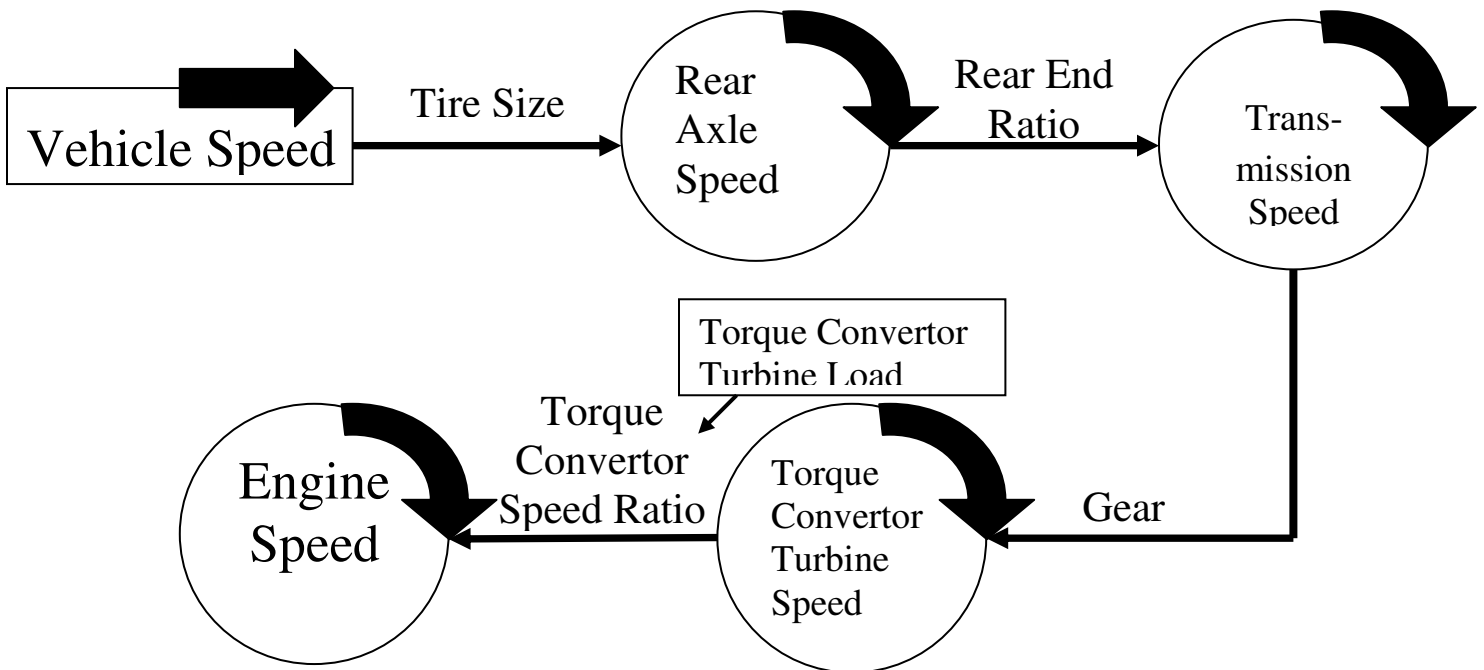 Vehicle Speed
Tire Size
Rear
Axle
Speed
Rear End
Ratio
Trans-
mission
Speed
Torque Convertor
Turbine Load
Engine
Speed
Torque
Convertor
Speed Ratio
Torque
Convertor
Turbine
Speed
Gear